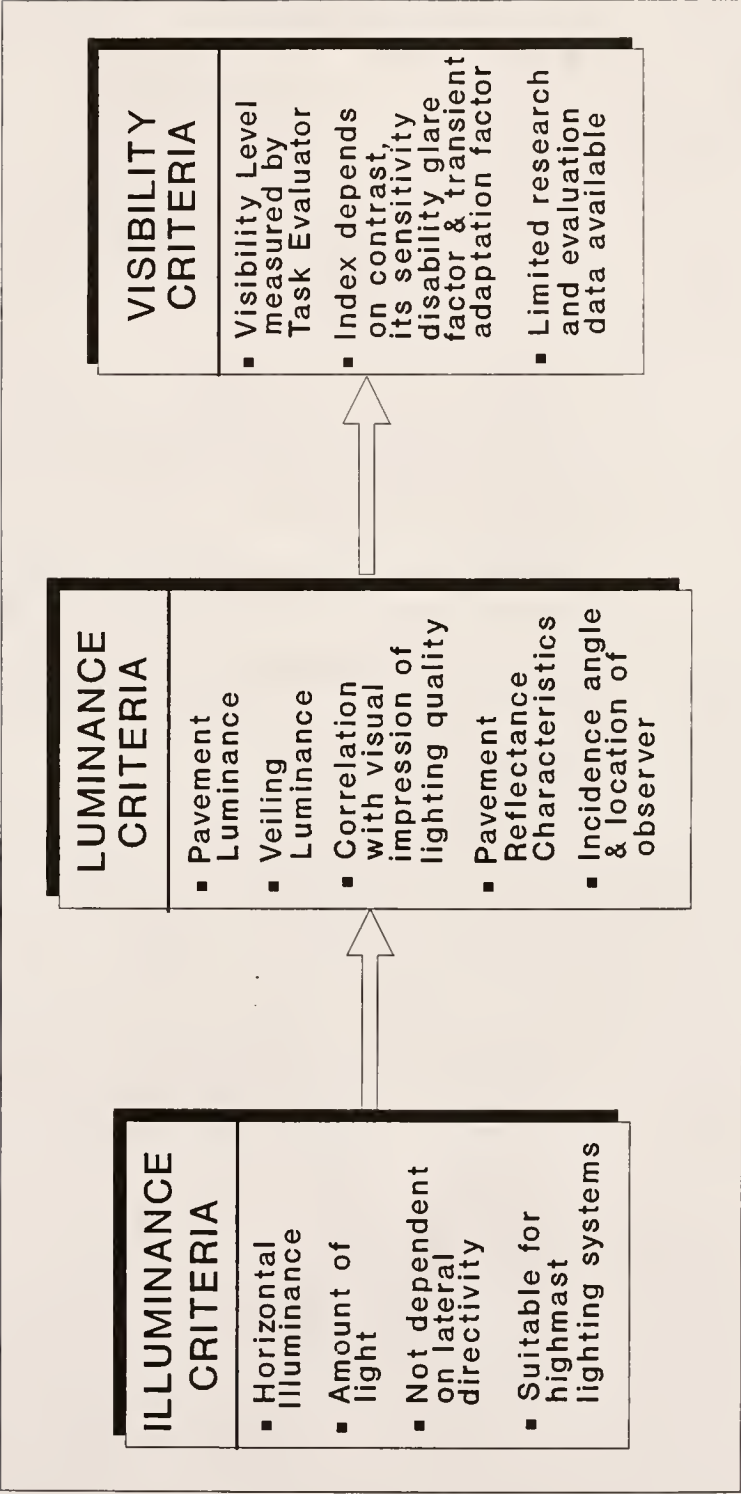 ILLUMINANCE
CRITERIA
▪ Horizontal
Illuminance
▪ Amount of
light
▪ Not dependent
on lateral
directivity
▪ Suitable for
highmast
lighting systems
LUMINANCE
CRITERIA
▪ Pavement
Luminance
▪ Veiling
Luminance
▪ Correlation
with visual
impression of
lighting quality
▪ Pavement
Reflectance
Characteristics
▪ Incidence angle
& location of
observer
VISIBILITY
CRITERIA
▪ Visibility Level
measured by
Task Evaluator
▪ Index depends
on contrast,
its sensitivity
disability glare
factor & transient
adaptation factor
▪ Limited research
and evaluation
data available